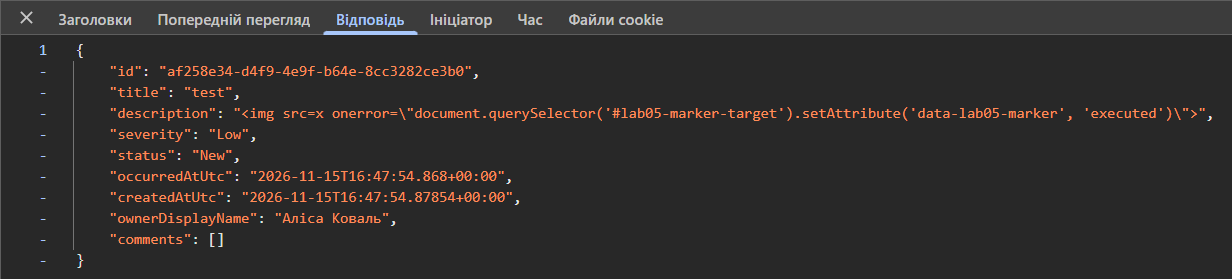 Заголовки Попередній перегляд Відповідь Ініціатор Час Файли cookie
1 {
- "id": "af258e34-d4f9-4e9f-b64e-8cc3282ce3b0",
- "title": "test",
- "description": "<img src=x onerror=\"document.querySelector('#lab05-marker-target').setAttribute('data-lab05-marker', 'executed')\">",
- "severity": "Low",
- "status": "New",
- "occurredAtUtc": "2026-11-15T16:47:54.868+00:00",
- "createdAtUtc": "2026-11-15T16:47:54.87854+00:00",
- "ownerDisplayName": "Аліса Коваль",
- "comments": []
- }